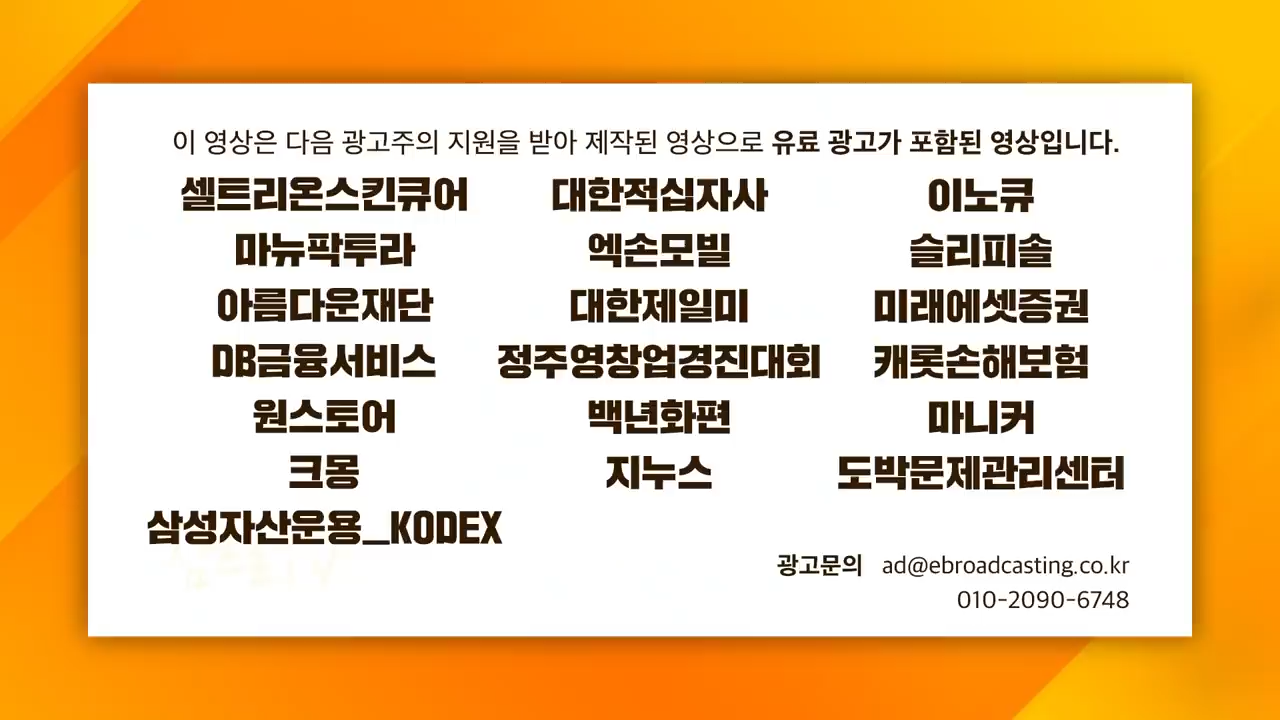 이 영상은 다음 광고주의 지원을 받아 제작된 영상으로 유료 광고가 포함된 영상입니다.
셀트리온스킨큐어 대한적십자사 이노큐
마뉴팍투라 엑손모빌 슬리피솔
아름다운재단 대한제일미 미래에셋증권
DB금융서비스 정주영창업경진대회 캐롯손해보험
원스토어 백년화편 마니커
크몽 지누스 도박문제관리센터
삼성자산운용_KODEX
광고문의 ad@ebroadcasting.co.kr
010-2090-6748